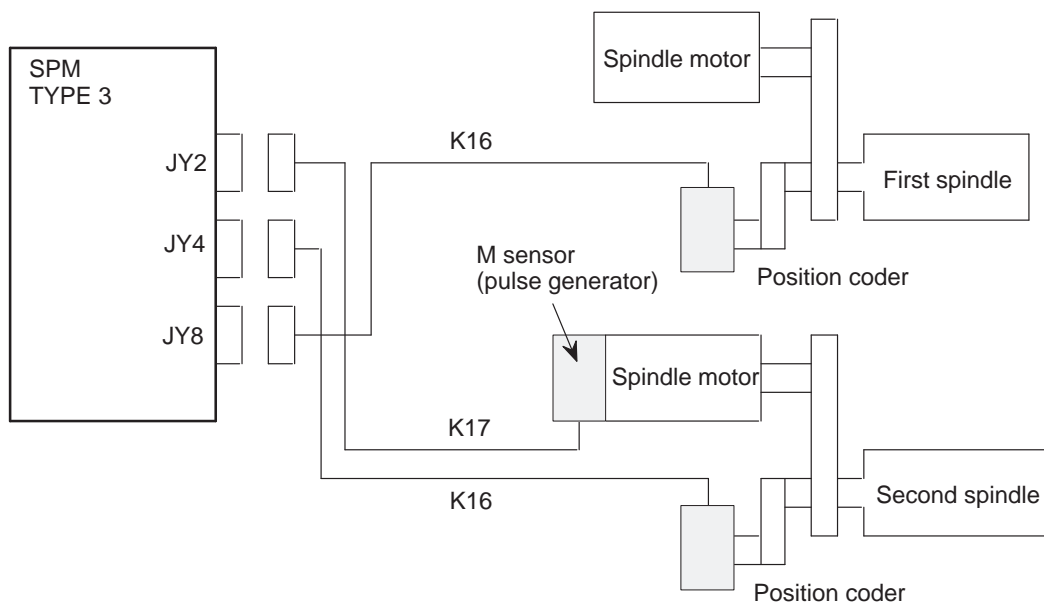 SPM
TYPE 3
JY2
JY4
JY8
K16
Spindle motor
First spindle
Position coder
M sensor
(pulse generator)
Spindle motor
K17
K16
Second spindle
Position coder